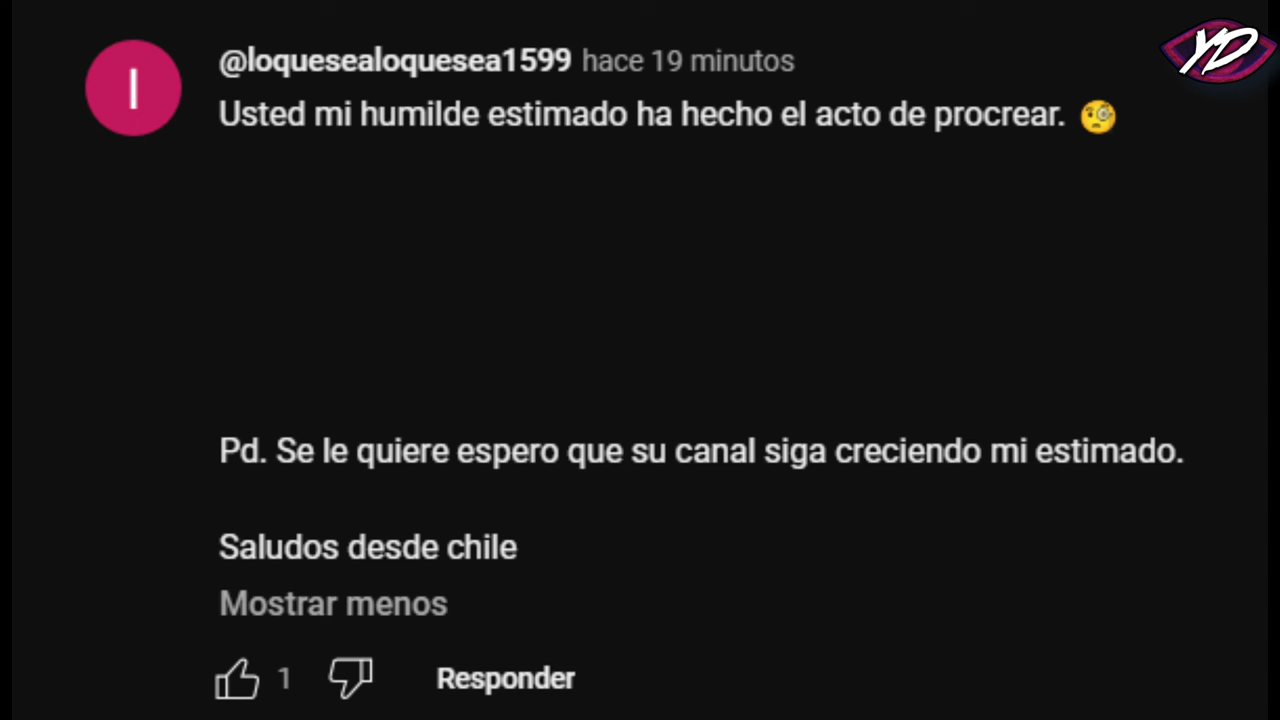 @loquesealoquesea1599 hace 19 minutos
Usted mi humilde estimado ha hecho el acto de procrear. 🧐
Pd. Se le quiere espero que su canal siga creciendo mi estimado.
Saludos desde chile
Mostrar menos
1 Responder
I
YD